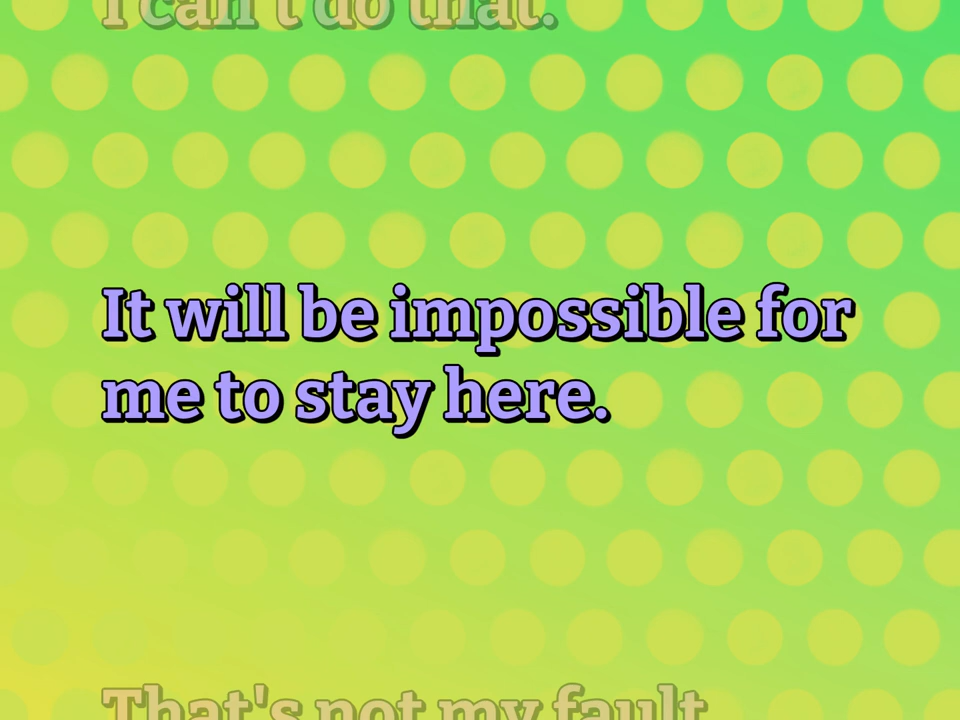 I can't do that.
It will be impossible for
me to stay here.
That's not my fault